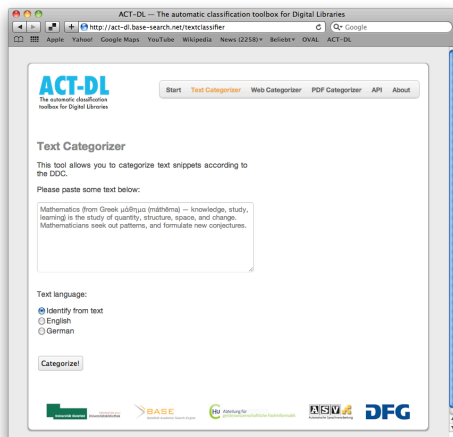 ACT-DL — The automatic classification toolbox for Digital Libraries
http://act-dl.base-search.net/textclassifier
Google
Apple Yahoo! Google Maps YouTube Wikipedia News (2258) Beliebt OVAL ACT-DL
ACT-DL
The automatic classification
toolbox for Digital Libraries
Start Text Categorizer Web Categorizer PDF Categorizer API About
Text Categorizer
This tool allows you to categorize text snippets according to
the DDC.
Please paste some text below:
Mathematics (from Greek μάθημα (máthēma) — knowledge, study,
learning) is the study of quantity, structure, space, and change.
Mathematicians seek out patterns, and formulate new conjectures.
Text language:
Identify from text
English
German
Categorize!
BASE
HU Abteilung für
ASV
DFG